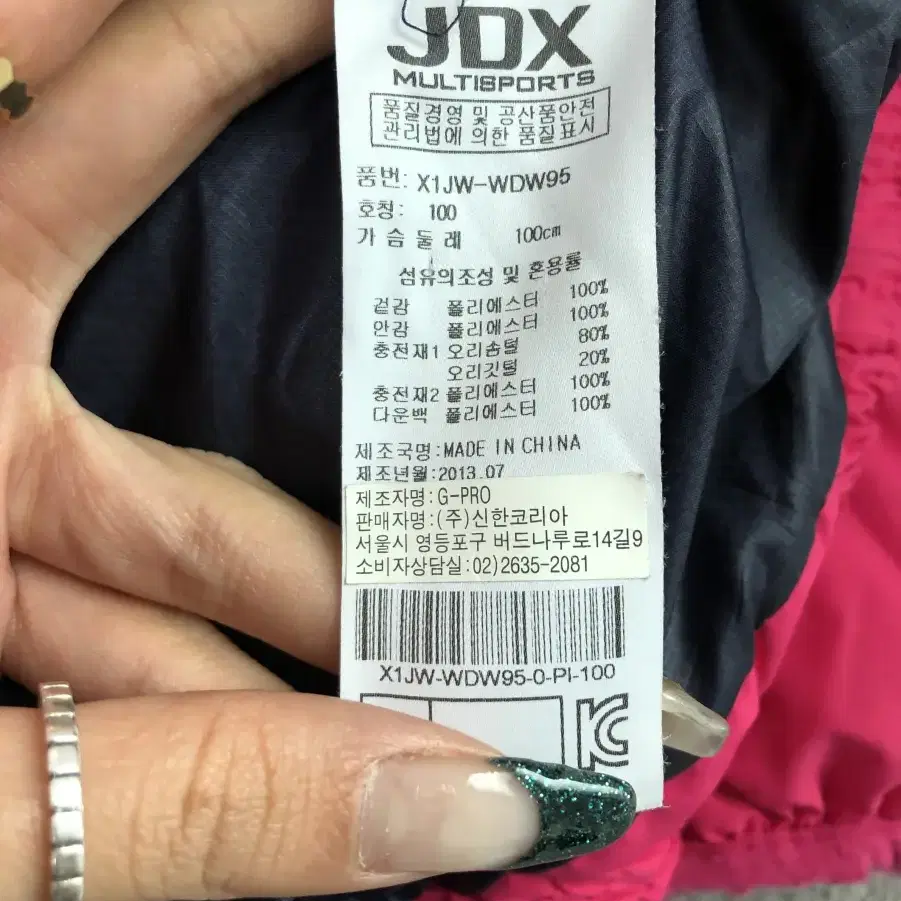 JDX
MULTISPORTS
품질경영 및 공산품안전
관리법에 의한 품질표시
품번: X1JW-WDW95
호칭: 100
가슴둘레 100cm
섬유의조성 및 혼용률
겉감 폴리에스터 100%
안감 폴리에스터 100%
충전재1 오리솜털 80%
오리깃털 20%
충전재2 폴리에스터 100%
다운백 폴리에스터 100%
제조국명:MADE IN CHINA
제조년월:2013.07
제조자명:G-PRO
판매자명:(주)신한코리아
서울시 영등포구 버드나루로14길9
소비자상담실:02)2635-2081
X1JW-WDW95-0-PI-100